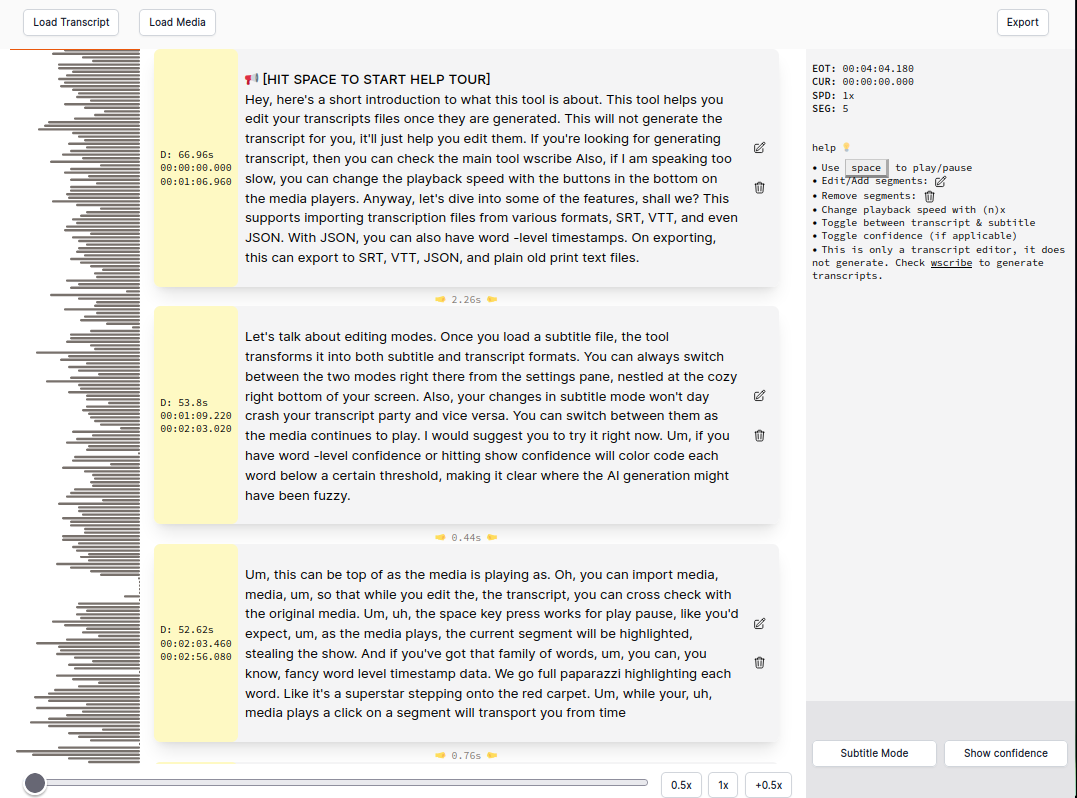 Load Transcript
Load Media
Export
D: 66.96s
00:00:00.000
00:01:06.960
📢 [HIT SPACE TO START HELP TOUR]
Hey, here's a short introduction to what this tool is about. This tool helps you
edit your transcripts files once they are generated. This will not generate the
transcript for you, it'll just help you edit them. If you're looking for generating
transcript, then you can check the main tool wscribe Also, if I am speaking too
slow, you can change the playback speed with the buttons in the bottom on
the media players. Anyway, let's dive into some of the features, shall we? This
supports importing transcription files from various formats, SRT, VTT, and even
JSON. With JSON, you can also have word -level timestamps. On exporting,
this can export to SRT, VTT, JSON, and plain old print text files.
2.26s
D: 53.8s
00:01:09.220
00:02:03.020
Let's talk about editing modes. Once you load a subtitle file, the tool
transforms it into both subtitle and transcript formats. You can always switch
between the two modes right there from the settings pane, nestled at the cozy
right bottom of your screen. Also, your changes in subtitle mode won't day
crash your transcript party and vice versa. You can switch between them as
the media continues to play. I would suggest you to try it right now. Um, if you
have word -level confidence or hitting show confidence will color code each
word below a certain threshold, making it clear where the AI generation might
have been fuzzy.
0.44s
D: 52.62s
00:02:03.460
00:02:56.080
Um, this can be top of as the media is playing as. Oh, you can import media,
media, um, so that while you edit the, the transcript, you can cross check with
the original media. Um, uh, the space key press works for play pause, like you'd
expect, um, as the media plays, the current segment will be highlighted,
stealing the show. And if you've got that family of words, um, you can, you
know, fancy word level timestamp data. We go full paparazzi highlighting each
word. Like it's a superstar stepping onto the red carpet. Um, while your, uh,
media plays a click on a segment will transport you from time
0.76s
0.5x
1x
+0.5x
EOT: 00:04:04.180
CUR: 00:00:00.000
SPD: 1x
SEG: 5
help 💡
• Use space to play/pause
• Edit/Add segments:
• Remove segments:
• Change playback speed with (n)x
• Toggle between transcript & subtitle
• Toggle confidence (if applicable)
• This is only a transcript editor, it does
not generate. Check wscribe to generate
transcripts.
Subtitle Mode
Show confidence